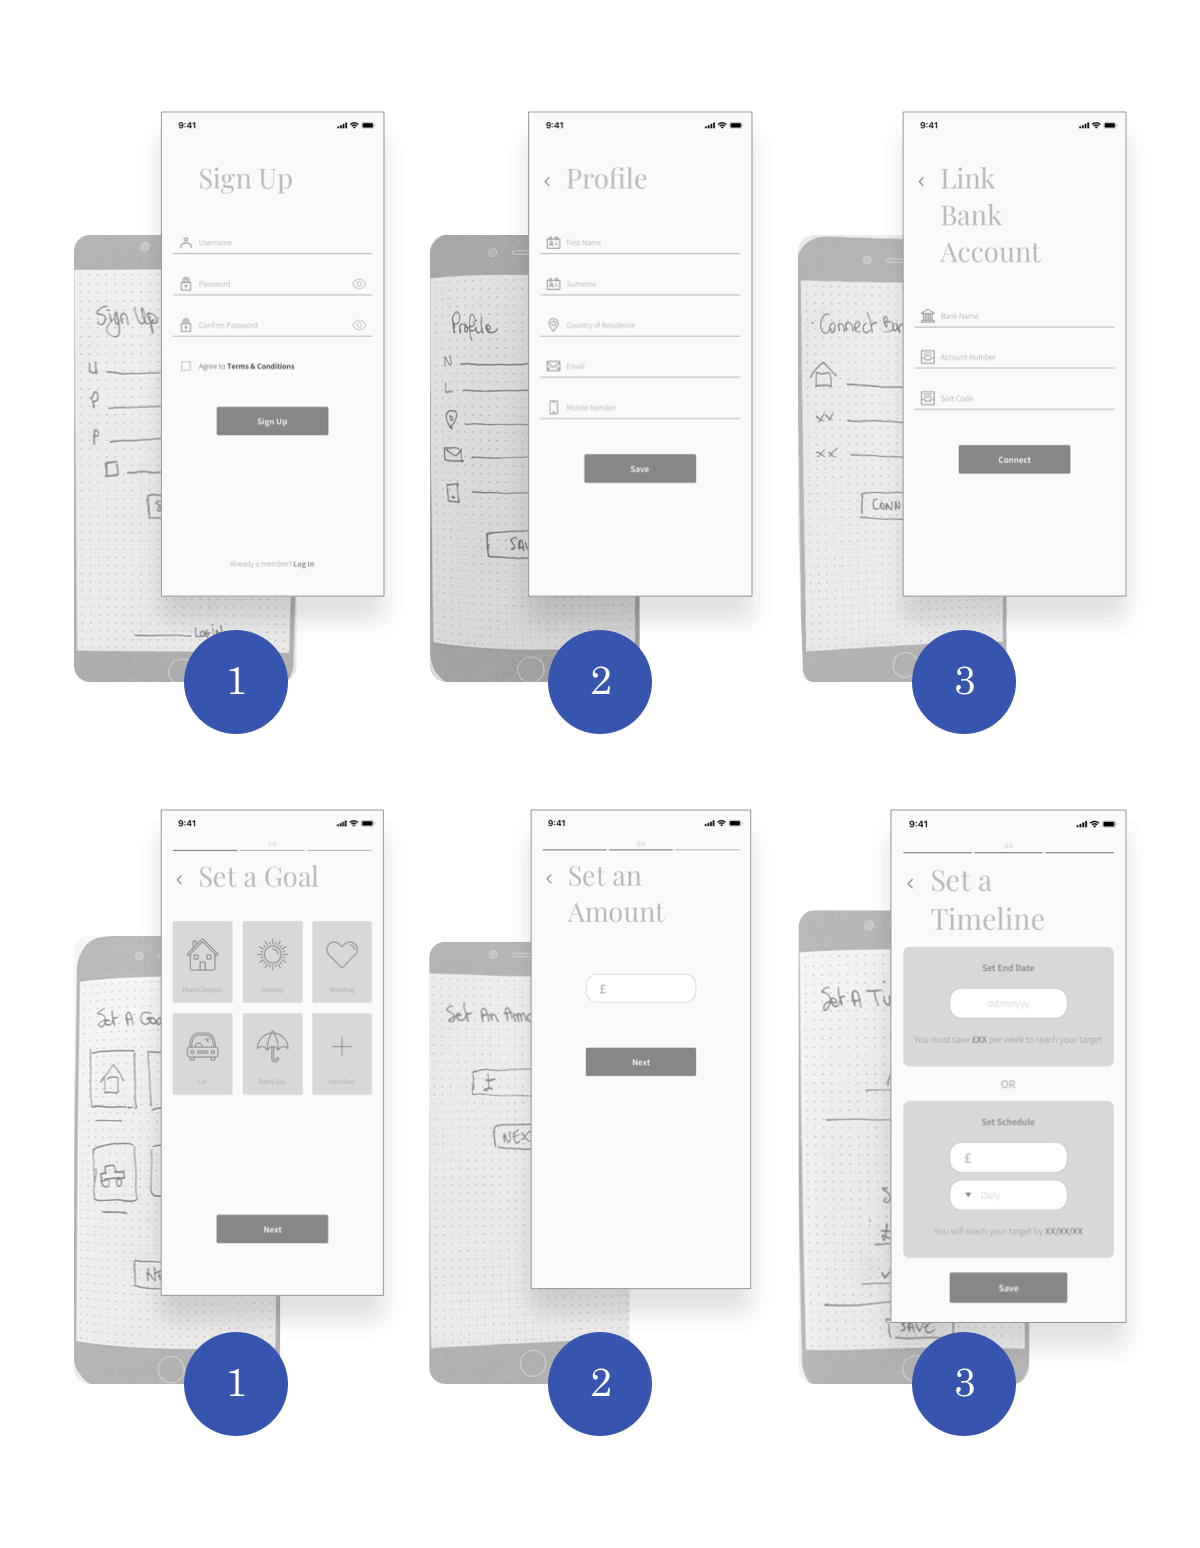 9:41
Sign Up
Username
Password
Confirm Password
Agree to Terms & Conditions
Sign Up
Already a member? Log In
Sign Up
U
P
P
Login
1
9:41
Profile
First Name
Surname
Country of Residence
Email
Mobile Number
Save
Profile
N
L
SAV
2
9:41
Link
Bank
Account
Bank Name
Account Number
Sort Code
Connect
Connect Ban
xx
xx
CONN
3
9:41
1/3
Set a Goal
Home Deposit
Holiday
Wedding
Car
Rainy Day
Your Own
Next
Set A Goa
NE
1
9:41
2/3
Set an
Amount
£
Next
Set An Amo
£
NEX
2
9:41
3/3
Set a
Timeline
Set End Date
dd/mm/yy
You must save £XX per week to reach your target
OR
Set Schedule
£
Daily
You will reach your target by XX/XX/XX
Save
Set A Ti
SAVE
3